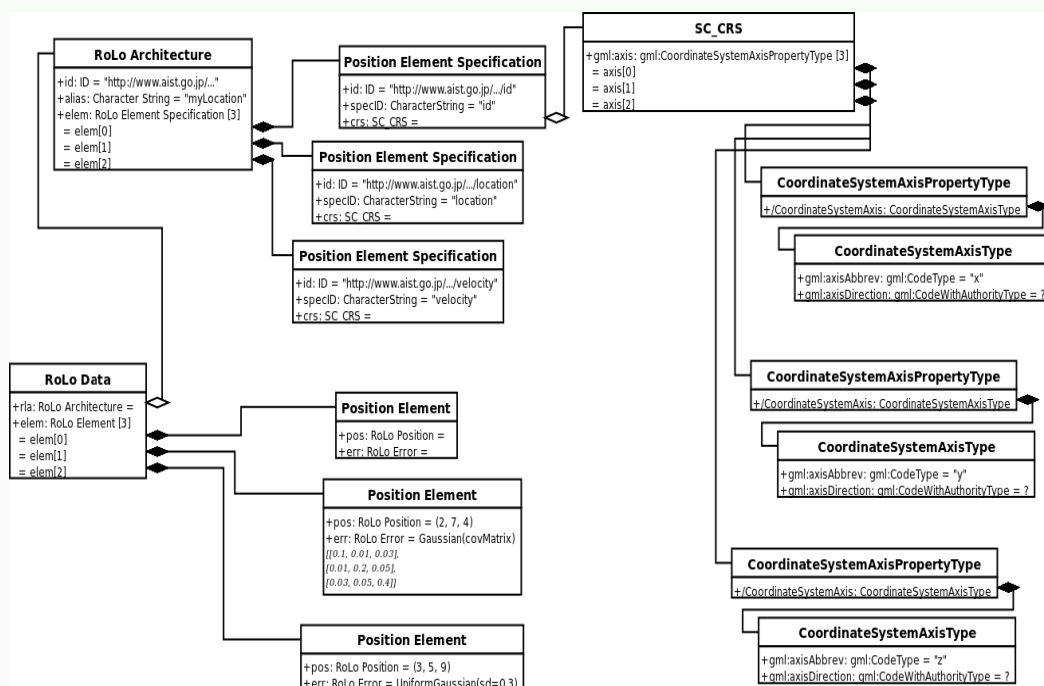 RoLo Architecture
+id: ID = "http://www.aist.go.jp/..."
+alias: Character String = "myLocation"
+elem: RoLo Element Specification [3]
= elem[0]
= elem[1]
= elem[2]
Position Element Specification
+id: ID = "http://www.aist.go.jp/.../id"
+specID: CharacterString = "id"
+crs: SC_CRS =
Position Element Specification
+id: ID = "http://www.aist.go.jp/.../location"
+specID: CharacterString = "location"
+crs: SC_CRS =
Position Element Specification
+id: ID = "http://www.aist.go.jp/.../velocity"
+specID: CharacterString = "velocity"
+crs: SC_CRS =
SC_CRS
+gml:axis: gml:CoordinateSystemAxisPropertyType [3]
= axis[0]
= axis[1]
= axis[2]
CoordinateSystemAxisPropertyType
+/CoordinateSystemAxis: CoordinateSystemAxisType
CoordinateSystemAxisType
+gml:axisAbbrev: gml:CodeType = "x"
+gml:axisDirection: gml:CodeWithAuthorityType = ?
CoordinateSystemAxisPropertyType
+/CoordinateSystemAxis: CoordinateSystemAxisType
CoordinateSystemAxisType
+gml:axisAbbrev: gml:CodeType = "y"
+gml:axisDirection: gml:CodeWithAuthorityType = ?
CoordinateSystemAxisPropertyType
+/CoordinateSystemAxis: CoordinateSystemAxisType
CoordinateSystemAxisType
+gml:axisAbbrev: gml:CodeType = "z"
+gml:axisDirection: gml:CodeWithAuthorityType = ?
RoLo Data
+rla: RoLo Architecture =
+elem: RoLo Element [3]
= elem[0]
= elem[1]
= elem[2]
Position Element
+pos: RoLo Position =
+err: RoLo Error =
Position Element
+pos: RoLo Position = (2, 7, 4)
+err: RoLo Error = Gaussian(covMatrix)
[[0.1, 0.01, 0.03],
[0.01, 0.2, 0.05],
[0.03, 0.05, 0.4]]
Position Element
+pos: RoLo Position = (3, 5, 9)
+err: RoLo Error = UniformGaussian(sd=0.3)